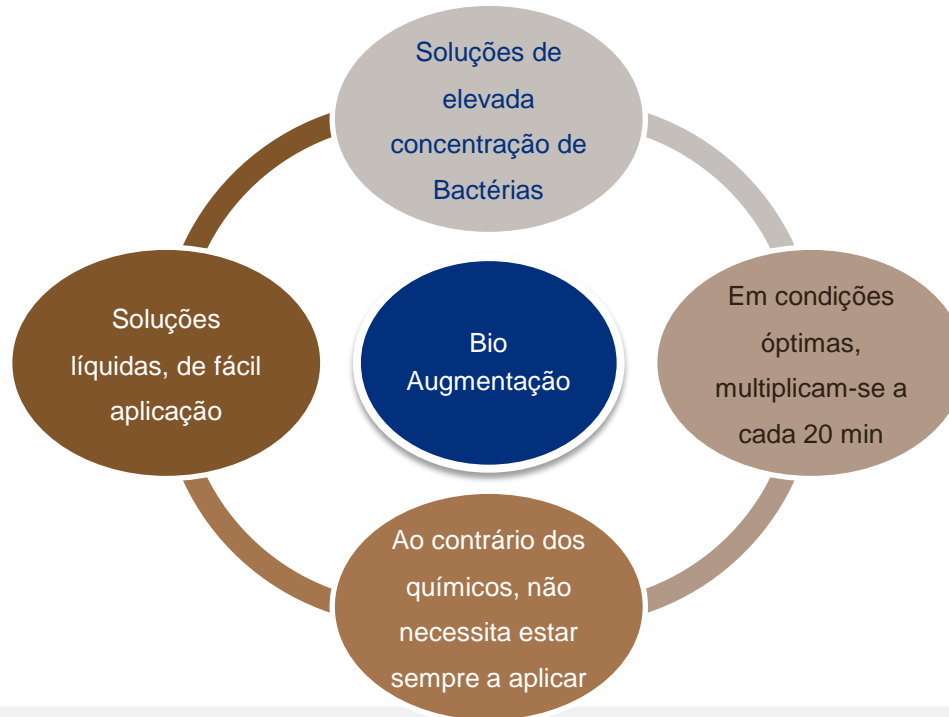 Soluções de
elevada
concentração de
Bactérias
Em condições
óptimas,
multiplicam-se a
cada 20 min
Ao contrário dos
químicos, não
necessita estar
sempre a aplicar
Soluções
líquidas, de fácil
aplicação
Bio
Augmentação